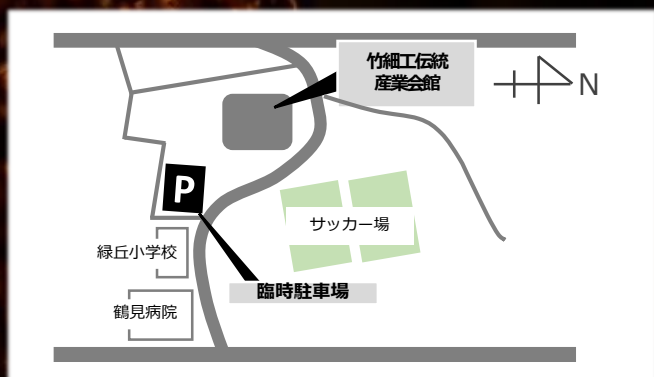 竹細工伝統
産業会館
N
P
サッカー場
緑丘小学校
臨時駐車場
鶴見病院